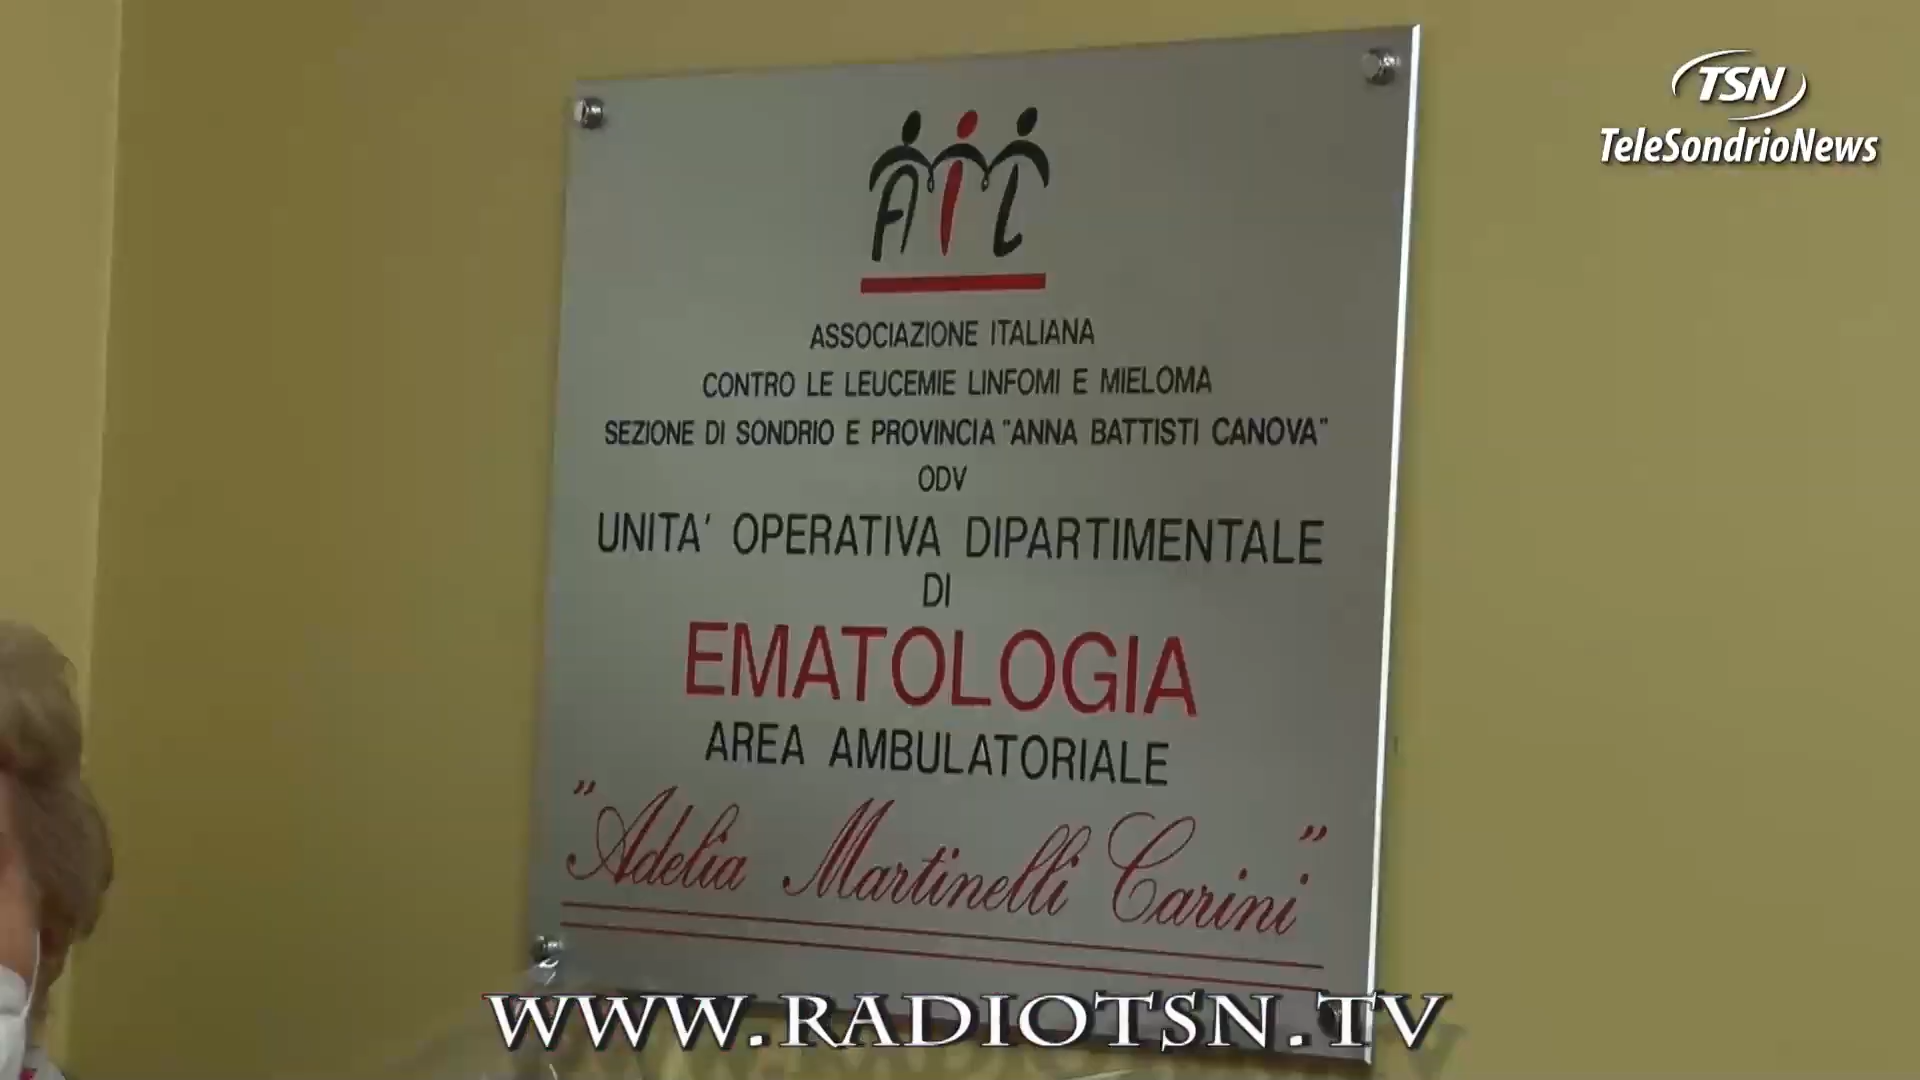 TSN
TeleSondrioNews
AIL
ASSOCIAZIONE ITALIANA
CONTRO LE LEUCEMIE LINFOMI E MIELOMA
SEZIONE DI SONDRIO E PROVINCIA "ANNA BATTISTI CANOVA"
ODV
UNITA' OPERATIVA DIPARTIMENTALE
DI
EMATOLOGIA
AREA AMBULATORIALE
"Adelia Martinelli Carini"
WWW.RADIOTSN.TV